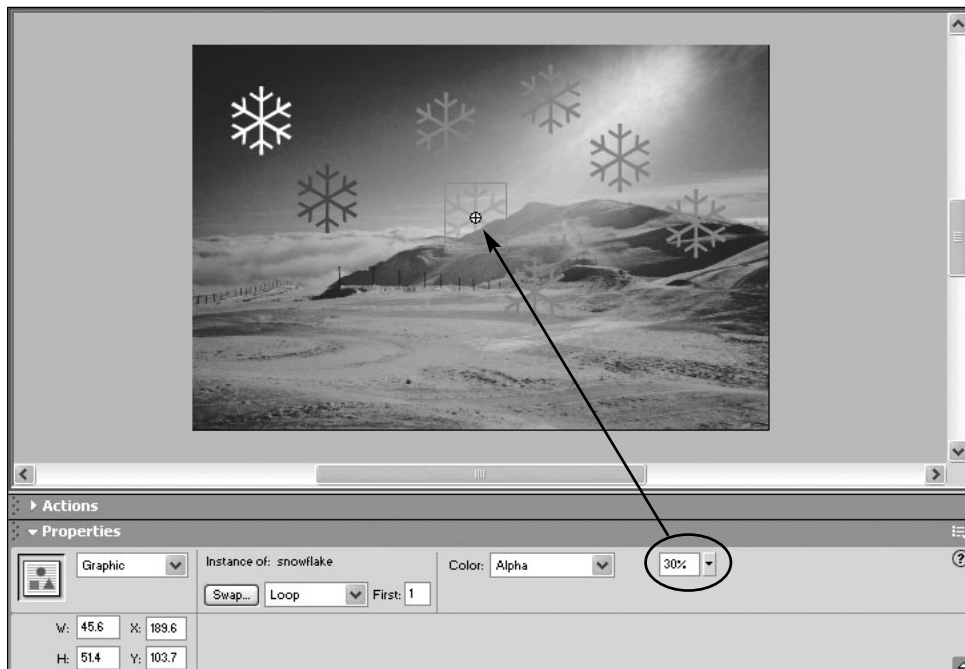 Actions
Properties
Graphic
Instance of: snowflake
Color: Alpha
30%
Swap...
Loop
First: 1
W: 45.6 X: 189.6
H: 51.4 Y: 103.7